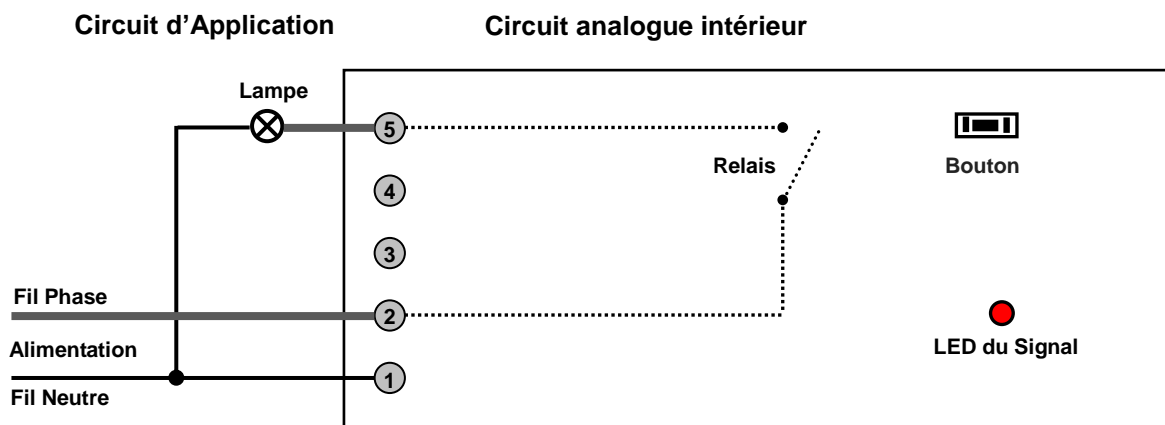 Circuit d’Application
Circuit analogue intérieur
Lampe
5
Relais
Bouton
4
3
Fil Phase
2
LED du Signal
Alimentation
1
Fil Neutre